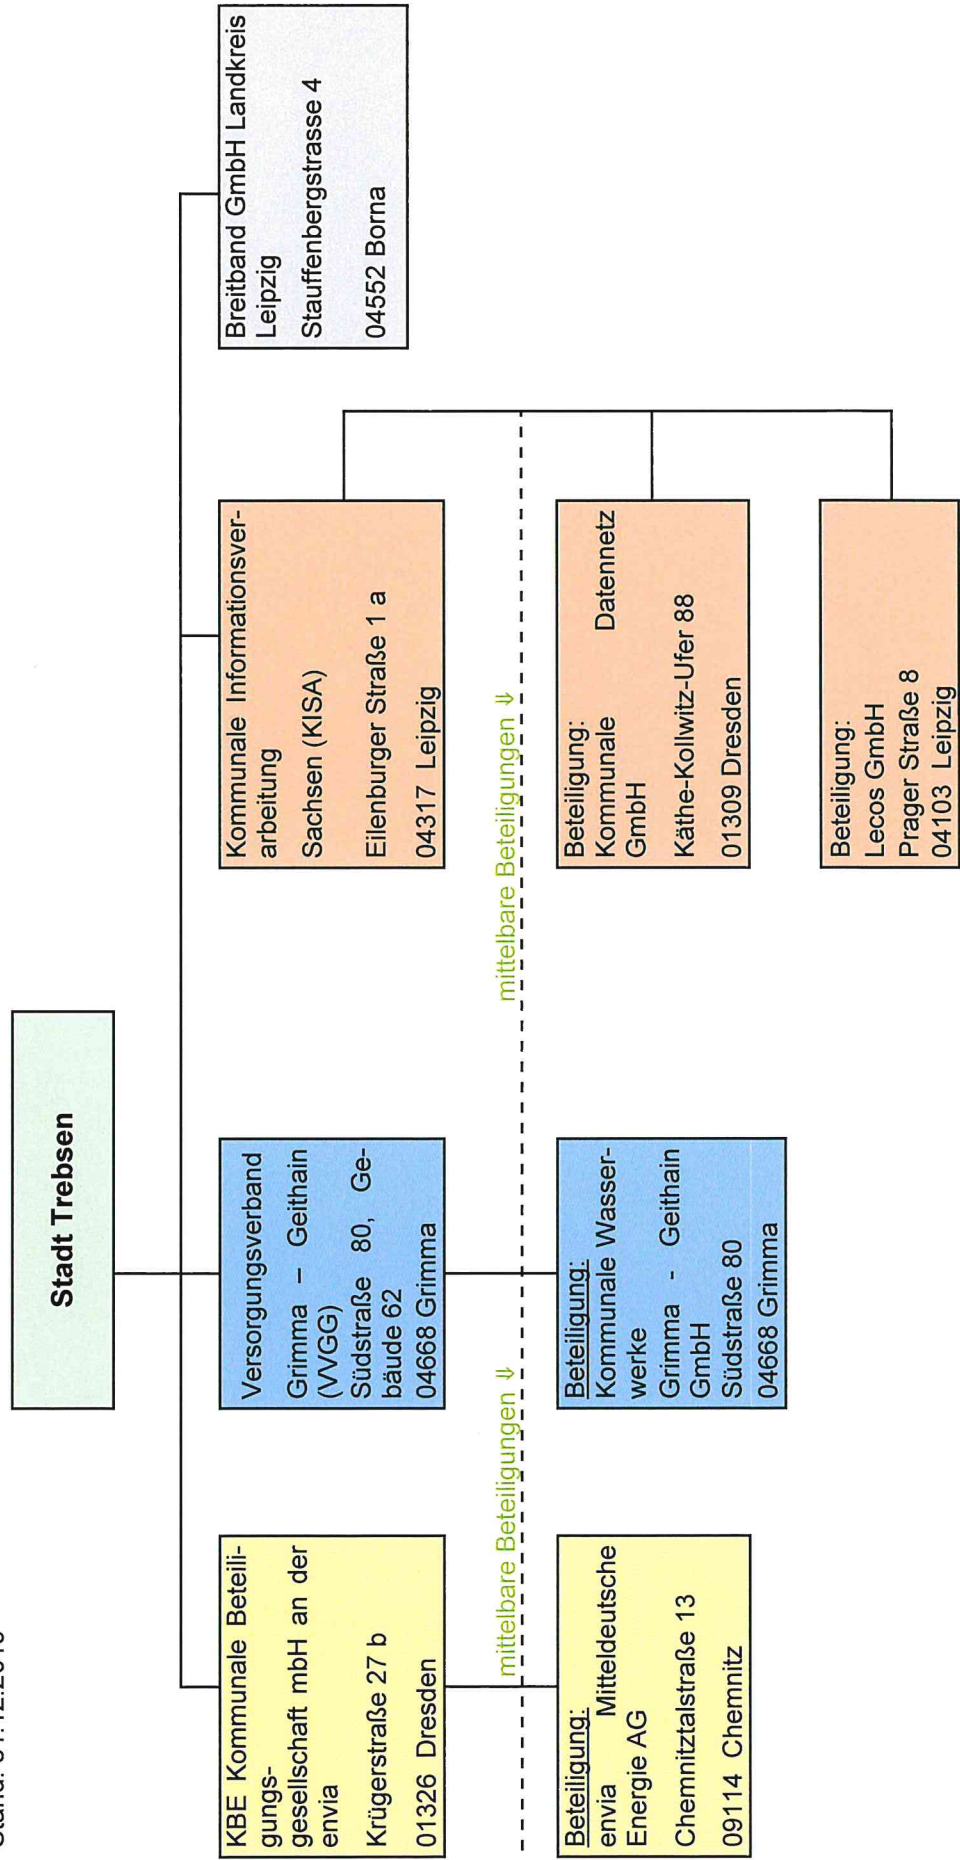 Stand:
Stadt Trebsen
KBE Kommunale Beteili-
gungs-
gesellschaft mbH an der
envia
Krügerstraße 27 b
01326 Dresden
Versorgungsverband
Grimma – Geithain
(VVGG)
Südstraße 80, Ge-
bäude 62
04668 Grimma
Kommunale Informationsver-
arbeitung
Sachsen (KISA)
Eilenburger Straße 1 a
04317 Leipzig
Breitband GmbH Landkreis
Leipzig
Stauffenbergstrasse 4
04552 Borna
mittelbare Beteiligungen ⇓
mittelbare Beteiligungen ⇓
Beteiligung:
envia Mitteldeutsche
Energie AG
Chemnitztalstraße 13
09114 Chemnitz
Beteiligung:
Kommunale Wasser-
werke
Grimma - Geithain
GmbH
Südstraße 80
04668 Grimma
Beteiligung:
Kommunale Datennetz
GmbH
Käthe-Kollwitz-Ufer 88
01309 Dresden
Beteiligung:
Lecos GmbH
Prager Straße 8
04103 Leipzig